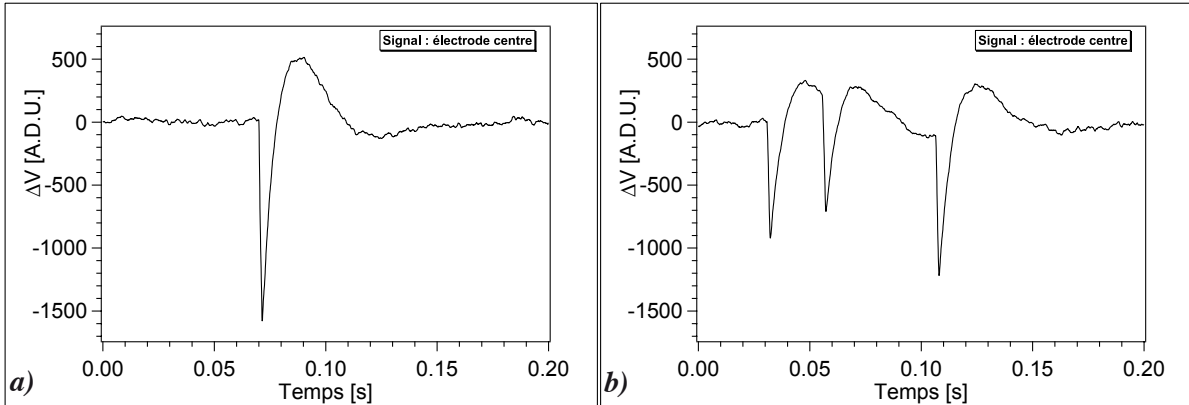 Signal : électrode centre
500
0
-500
-1000
-1500
ΔV [A.D.U.]
0.00 0.05 0.10 0.15 0.20
Temps [s]
a)
Signal : électrode centre
500
0
-500
-1000
-1500
ΔV [A.D.U.]
0.00 0.05 0.10 0.15 0.20
Temps [s]
b)